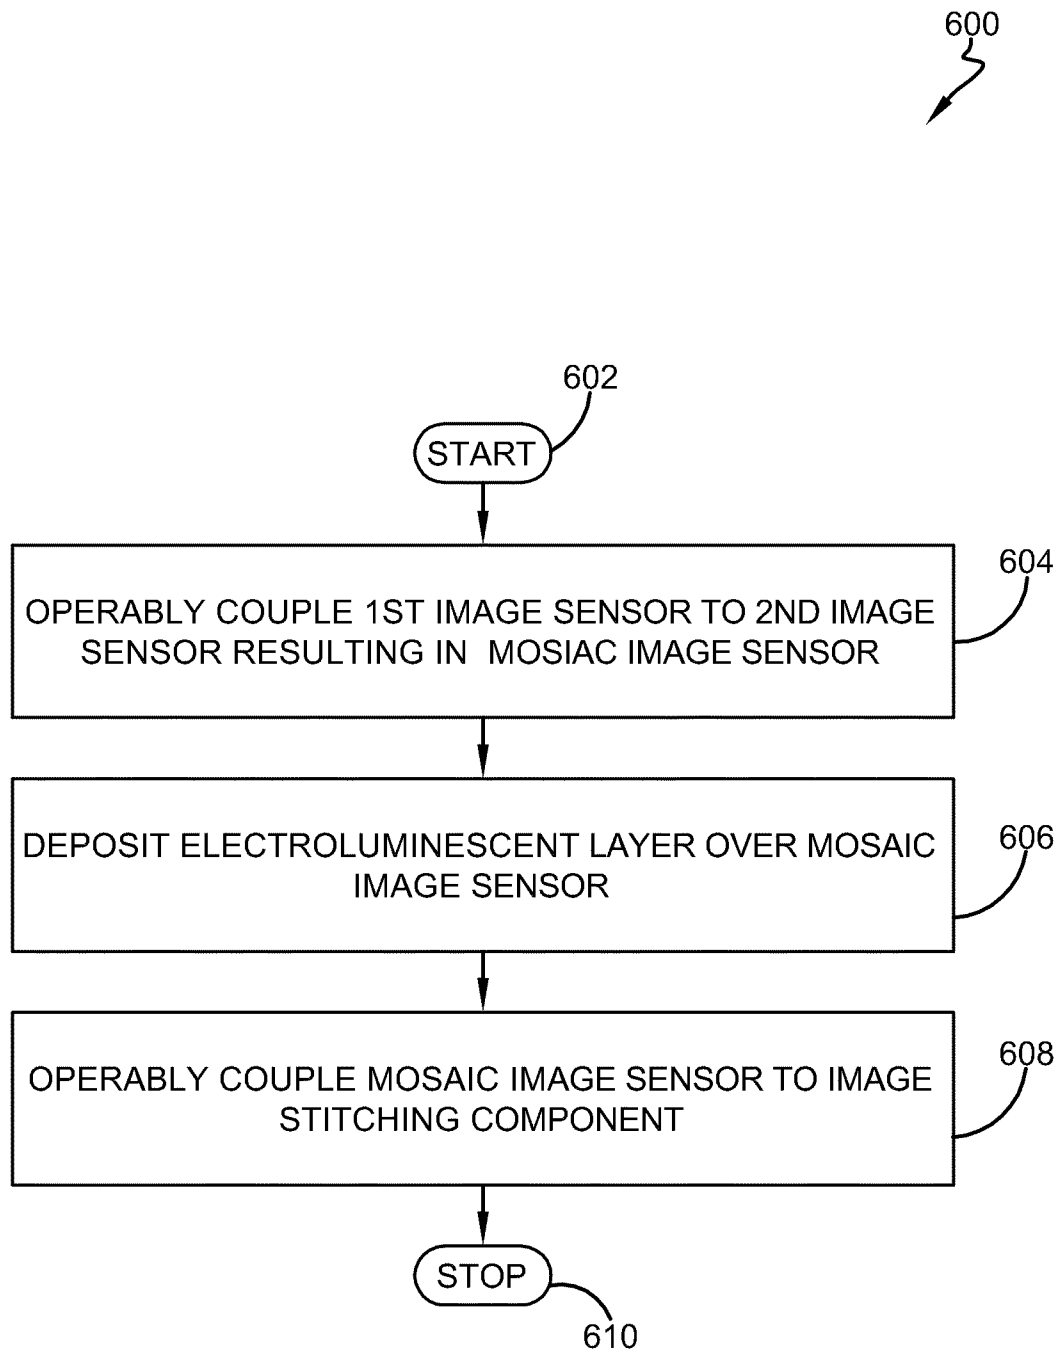 600
602
START
604
OPERABLY COUPLE 1ST IMAGE SENSOR TO 2ND IMAGE
SENSOR RESULTING IN MOSIAC IMAGE SENSOR
606
DEPOSIT ELECTROLUMINESCENT LAYER OVER MOSAIC
IMAGE SENSOR
608
OPERABLY COUPLE MOSAIC IMAGE SENSOR TO IMAGE
STITCHING COMPONENT
STOP
610